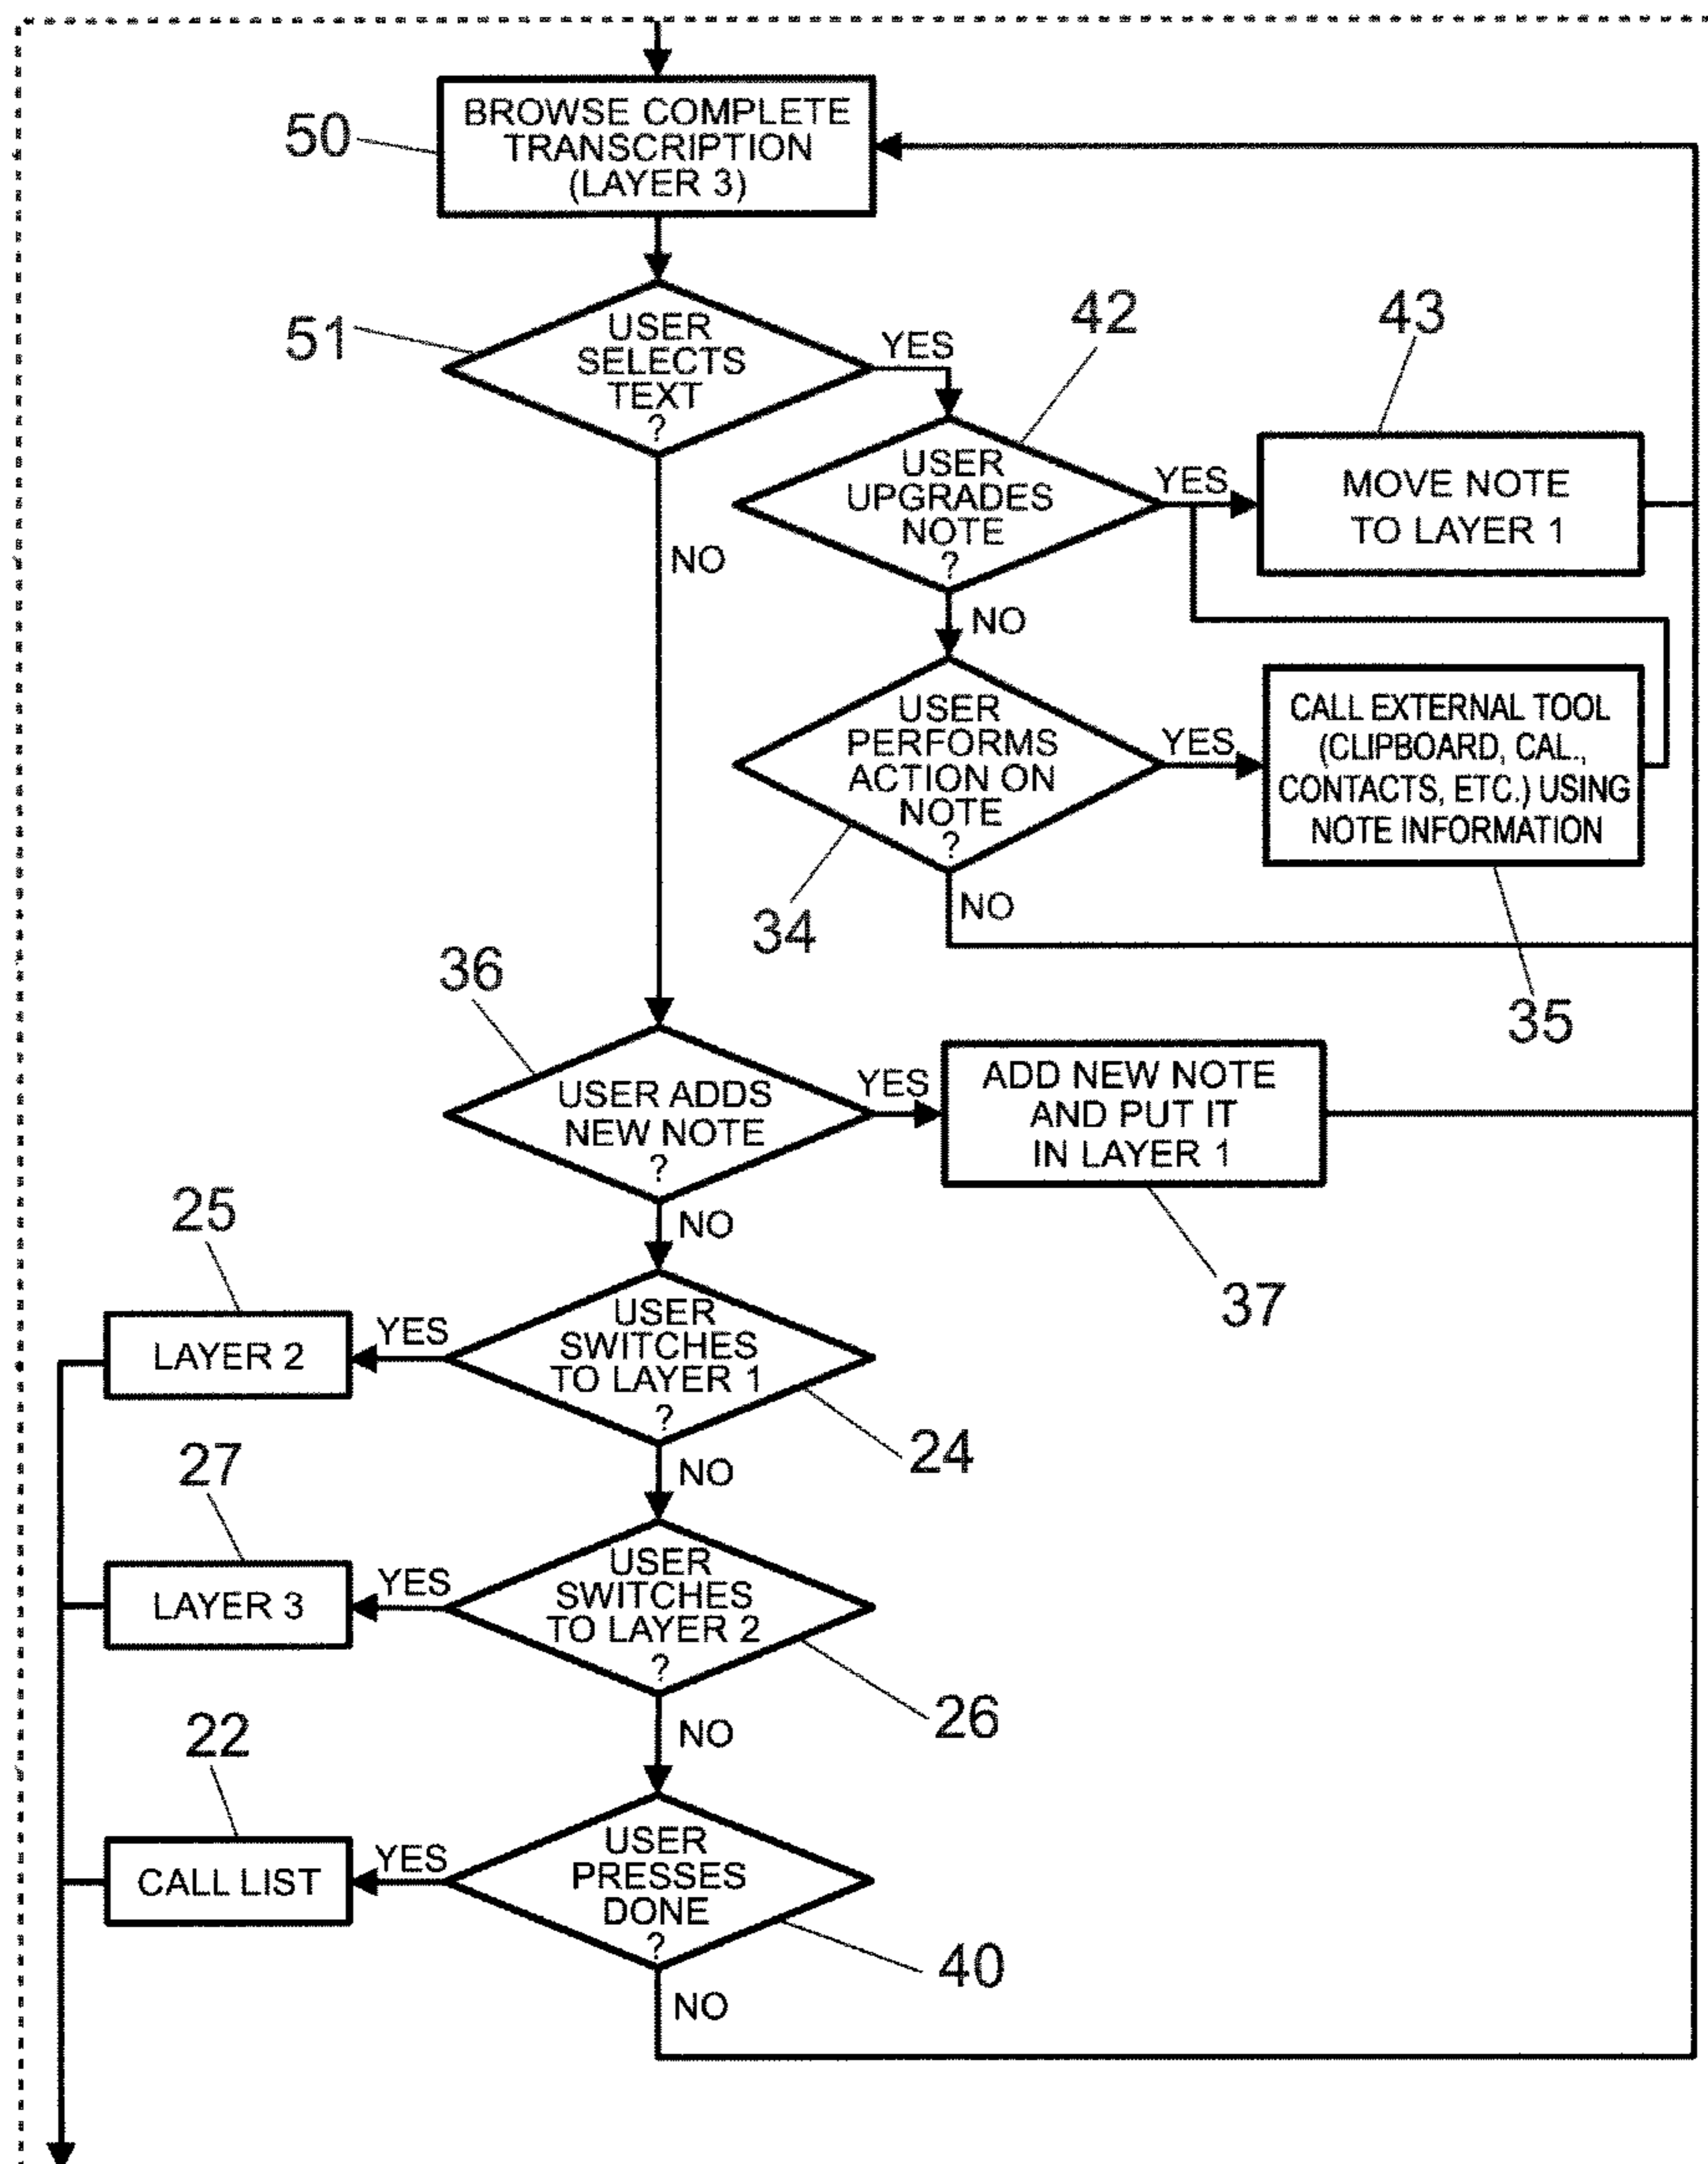 BROWSE COMPLETE
TRANSCRIPTION
(LAYER 3)
50
USER
SELECTS
TEXT
?
51
YES
NO
42
USER
UPGRADES
NOTE
?
YES
NO
43
MOVE NOTE
TO LAYER 1
USER
PERFORMS
ACTION ON
NOTE
?
34
YES
NO
CALL EXTERNAL TOOL
(CLIPBOARD, CAL.,
CONTACTS, ETC.) USING
NOTE INFORMATION
35
36
USER ADDS
NEW NOTE
?
YES
NO
ADD NEW NOTE
AND PUT IT
IN LAYER 1
37
25
LAYER 2
YES
USER
SWITCHES
TO LAYER 1
?
24
NO
27
LAYER 3
YES
USER
SWITCHES
TO LAYER 2
?
26
NO
22
CALL LIST
YES
USER
PRESSES
DONE
?
40
NO